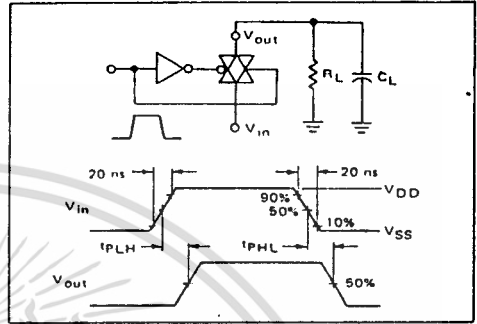 Vout
RL
CL
Vin
20 ns
20 ns
VDD
90%
Vin
50%
10%
VSS
tPLH
tPHL
Vout
50%